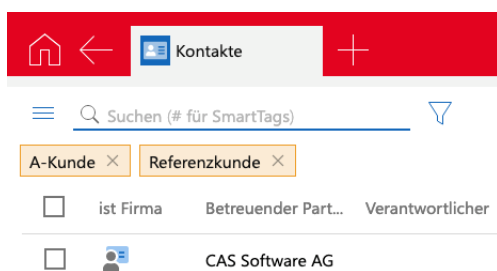 Kontakte
Suchen (# für SmartTags)
A-Kunde × Referenzkunde ×
ist Firma Betreuender Part... Verantwortlicher
CAS Software AG